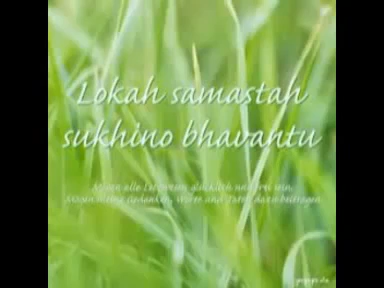 Lokah samastah
sukhino bhavantu
Mögen alle Lebewesen glücklich und frei sein.
Mögen meine Gedanken, Worte und Taten dazu beitragen.